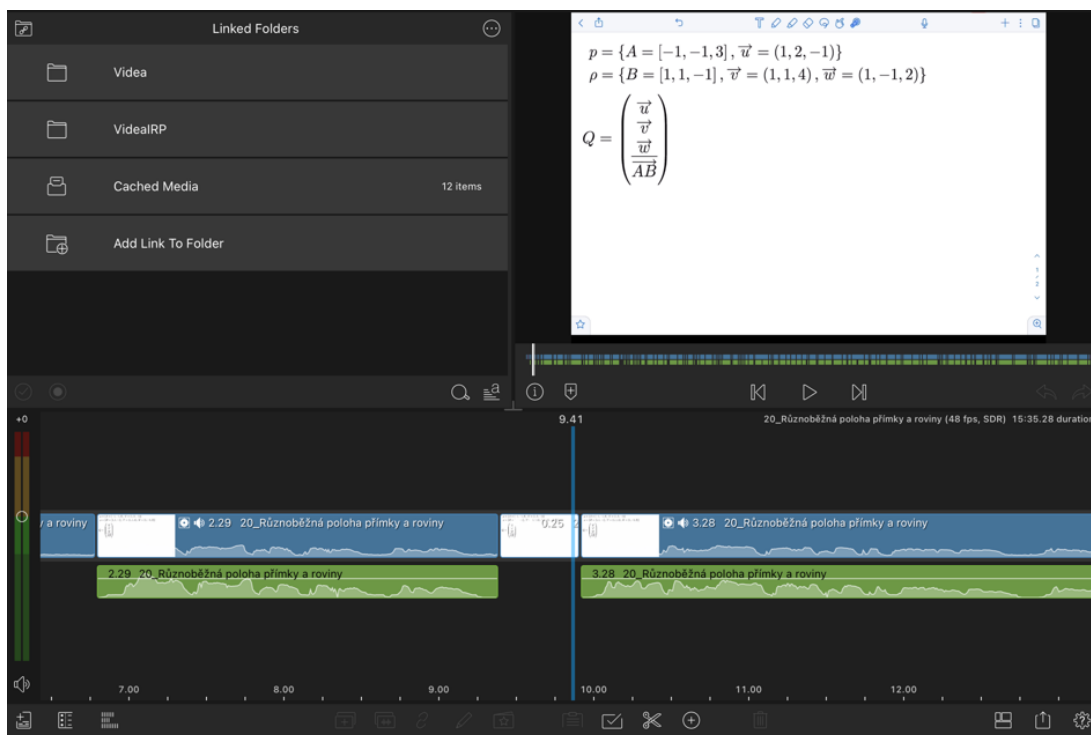 Linked Folders
Videa
VideaIRP
Cached Media
12 items
Add Link To Folder
p = {A = [−1, −1, 3], u⃗ = (1, 2, −1)}
ρ = {B = [1, 1, −1], v⃗ = (1, 1, 4), w⃗ = (1, −1, 2)}
u⃗
v⃗
Q =
w⃗
AB⃗
1
2
+0
9.41
20_Různoběžná poloha přímky a roviny (48 fps, SDR) 15:35.28 duration
y a roviny
2.29 20_Různoběžná poloha přímky a roviny
0.25
3.28 20_Různoběžná poloha přímky a roviny
2.29 20_Různoběžná poloha přímky a roviny
3.28 20_Různoběžná poloha přímky a roviny
7.00
8.00
9.00
10.00
11.00
12.00